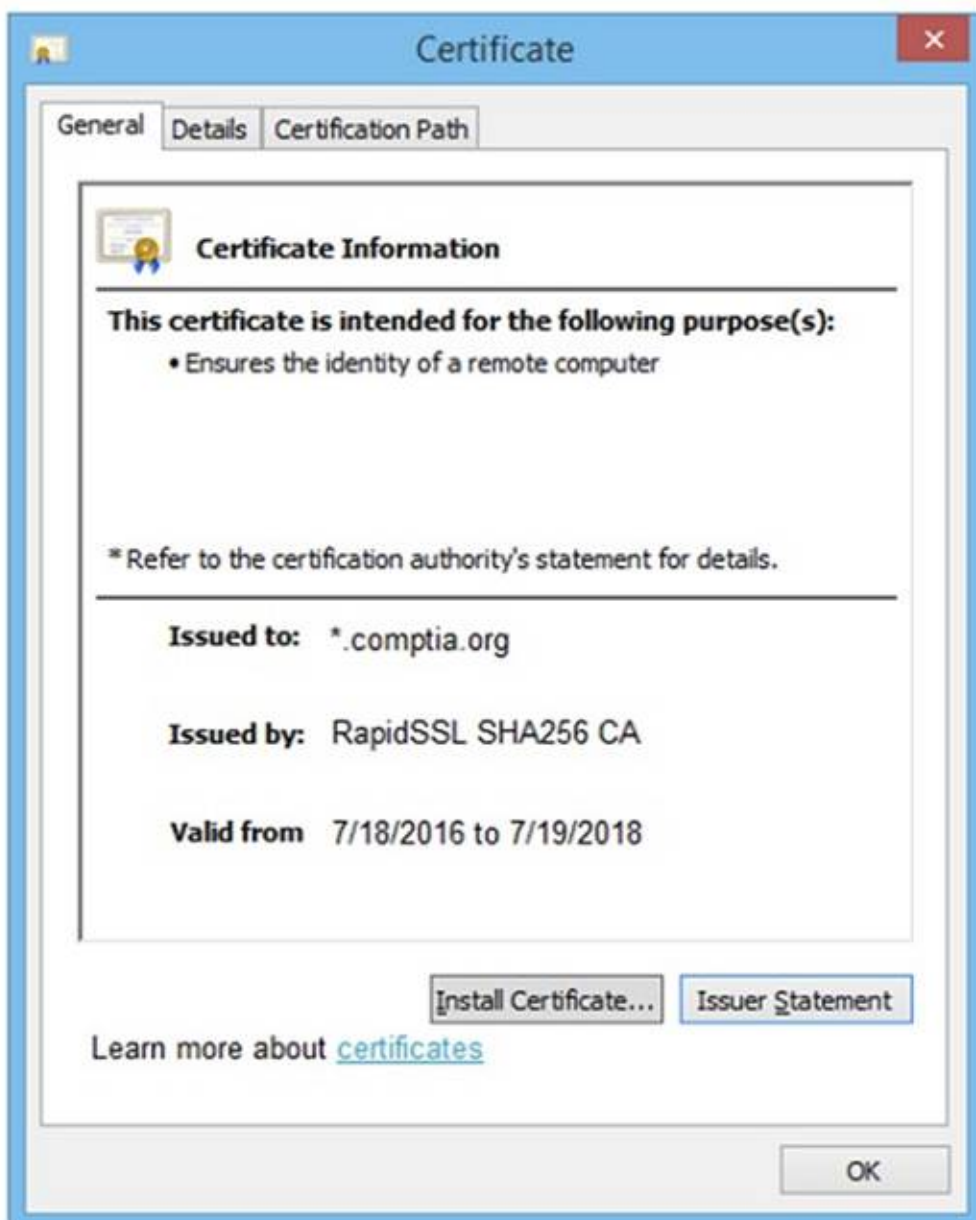 Certificate
General Details Certification Path
Certificate Information
This certificate is intended for the following purpose(s):
• Ensures the identity of a remote computer
* Refer to the certification authority's statement for details.
Issued to: *.comptia.org
Issued by: RapidSSL SHA256 CA
Valid from 7/18/2016 to 7/19/2018
Install Certificate... Issuer Statement
Learn more about certificates
OK